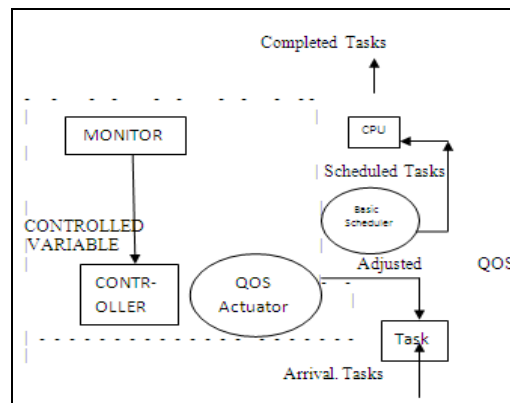 Completed Tasks
MONITOR
CPU
Scheduled Tasks
Basic
Scheduler
CONTROLLED
VARIABLE
CONTR-
OLLER
QOS
Actuator
Adjusted QOS
Task
Arrival. Tasks